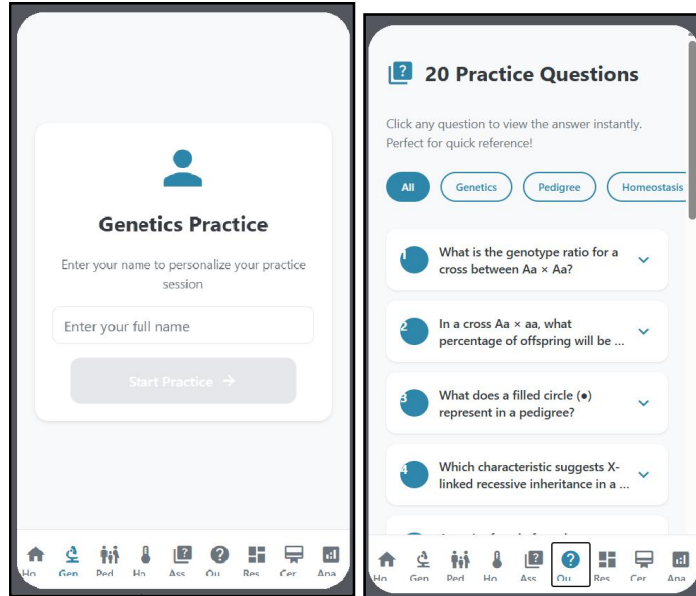 Genetics Practice
Enter your name to personalize your practice
session
Enter your full name
Start Practice →
Ho
Gen
Ped
Ho
Ass
Qu
Res
Cer
Ana
20 Practice Questions
Click any question to view the answer instantly.
Perfect for quick reference!
All
Genetics
Pedigree
Homeostasis
1
What is the genotype ratio for a
cross between Aa × Aa?
2
In a cross Aa × aa, what
percentage of offspring will be ...
3
What does a filled circle (●)
represent in a pedigree?
4
Which characteristic suggests X-
linked recessive inheritance in a ...
Ho
Gen
Ped
Ho
Ass
Qu
Res
Cer
Ana